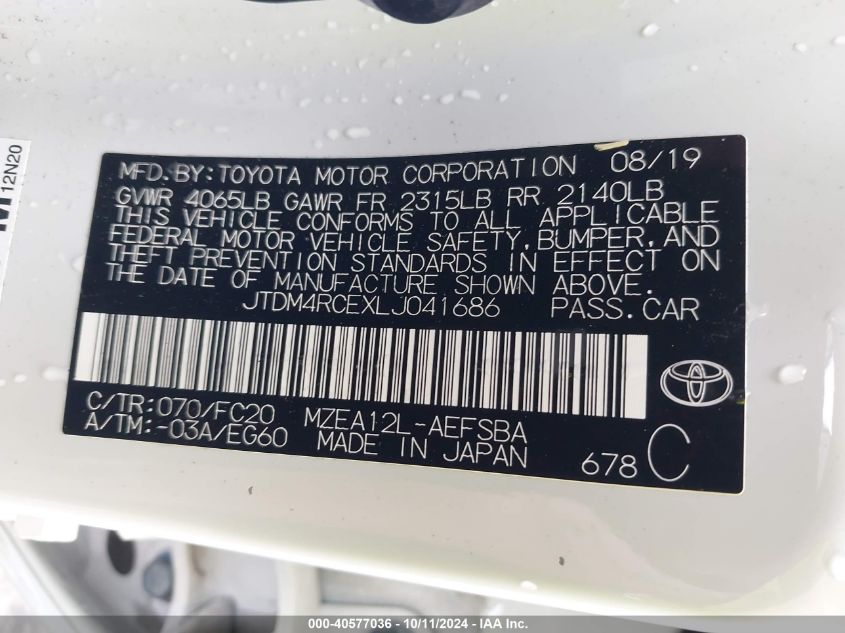 12N20
MFD. BY: TOYOTA MOTOR CORPORATION 08/19
GVWR 4065LB GAWR FR 2315LB RR 2140LB
THIS VEHICLE CONFORMS TO ALL APPLICABLE
FEDERAL MOTOR VEHICLE SAFETY, BUMPER, AND
THEFT PREVENTION STANDARDS IN EFFECT ON
THE DATE OF MANUFACTURE SHOWN ABOVE.
JTDM4RCEXLJ041686 PASS.CAR
C/TR:070/FC20 MZEA12L-AEFSBA
A/TM:-03A/EG60 MADE IN JAPAN
678 C
000-40577036 - 10/11/2024 - IAA Inc.